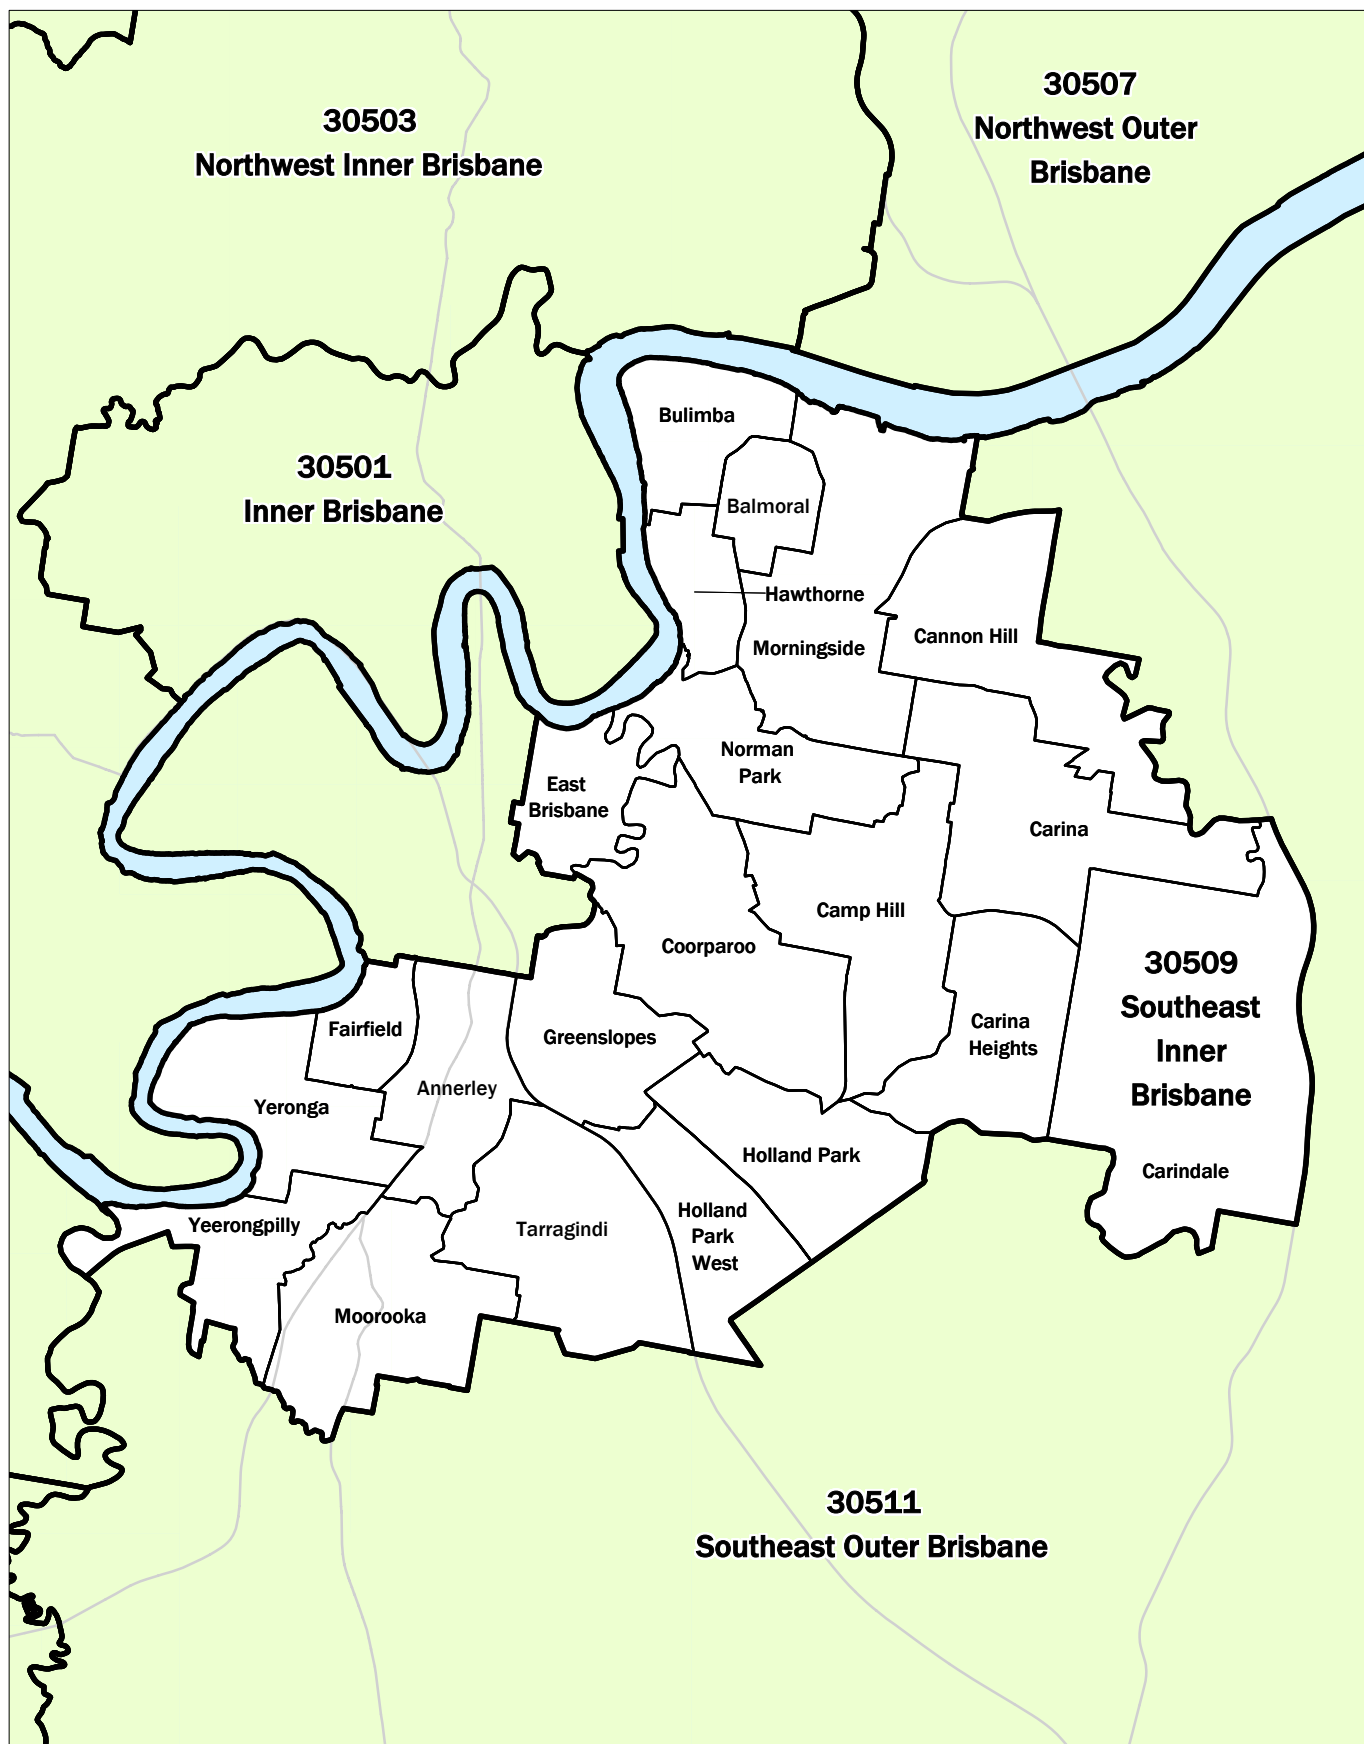 30507
Northwest Outer
Brisbane
30503
Northwest Inner Brisbane
30501
Inner Brisbane
Bulimba
Balmoral
Hawthorne
Cannon Hill
Morningside
Norman
Park
East
Brisbane
Carina
Camp Hill
Coorparoo
30509
Southeast
Inner
Brisbane
Carina
Heights
Fairfield
Greenslopes
Annerley
Yeronga
Holland Park
Carindale
Holland
Park
West
Yeerongpilly
Tarragindi
Moorooka
30511
Southeast Outer Brisbane